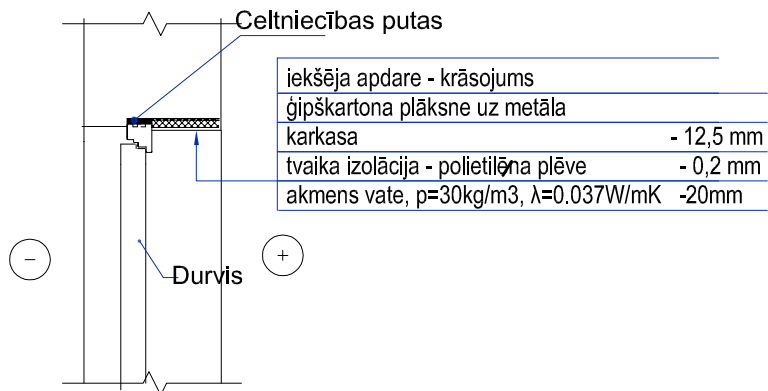 Celtniecības putas
iekšēja apdare - krāsojums
ģipškartona plāksne uz metāla
karkasa - 12,5 mm
tvaika izolācija - polietilēna plēve - 0,2 mm
akmens vate, p=30kg/m3, λ=0.037W/mK -20mm
− +
Durvis